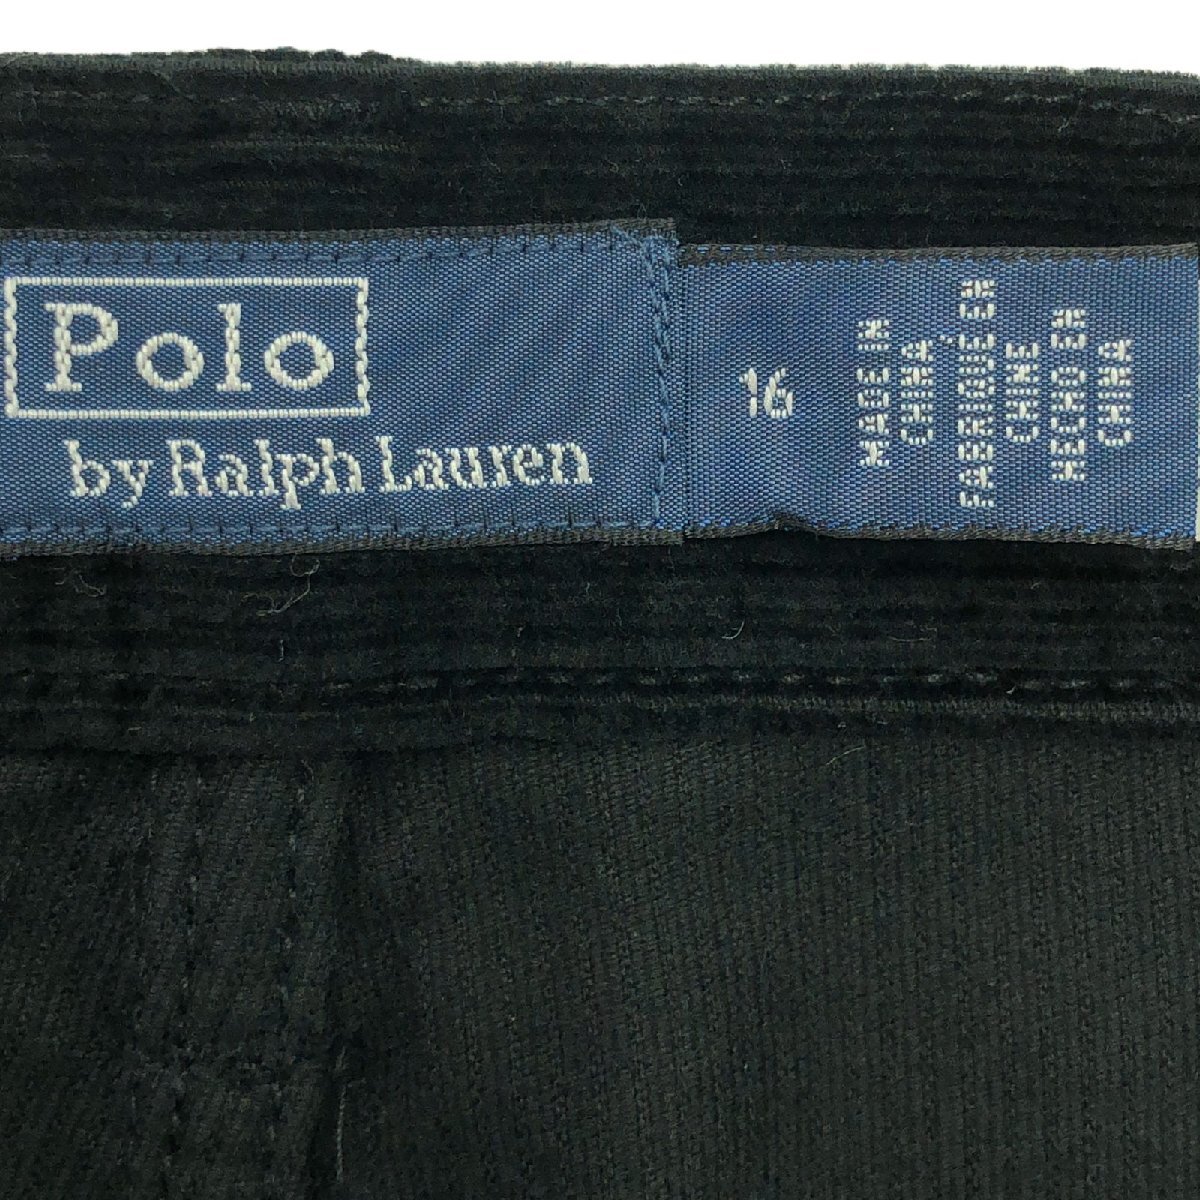 Polo
by Ralph Lauren
16
MADE IN
CHINA
FABRIQUE EN
CHINE
HECHO EN
CHINA